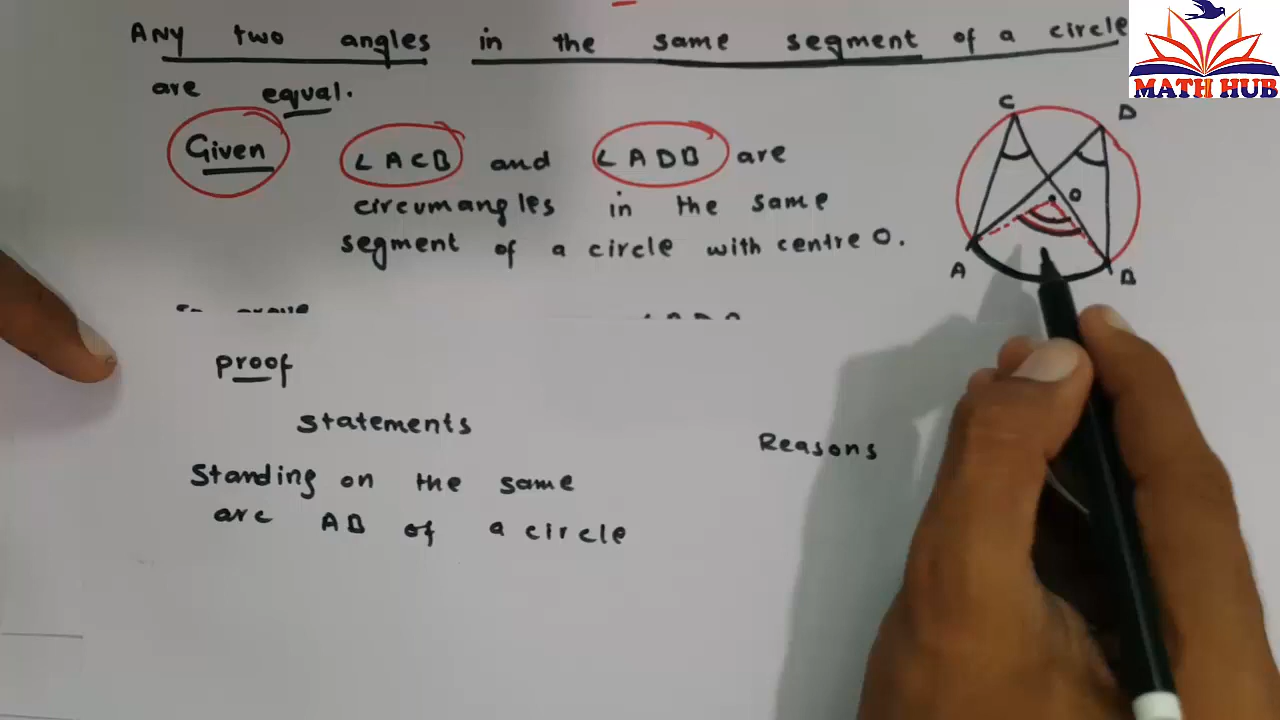 Any two angles in the same segment of a circle
are equal.
Given ∠ACB and ∠ADB are
circumangles in the same
segment of a circle with centre O.
Proof
Statements
Reasons
Standing on the same
arc AB of a circle
C
D
O
A
B
MATH HUB